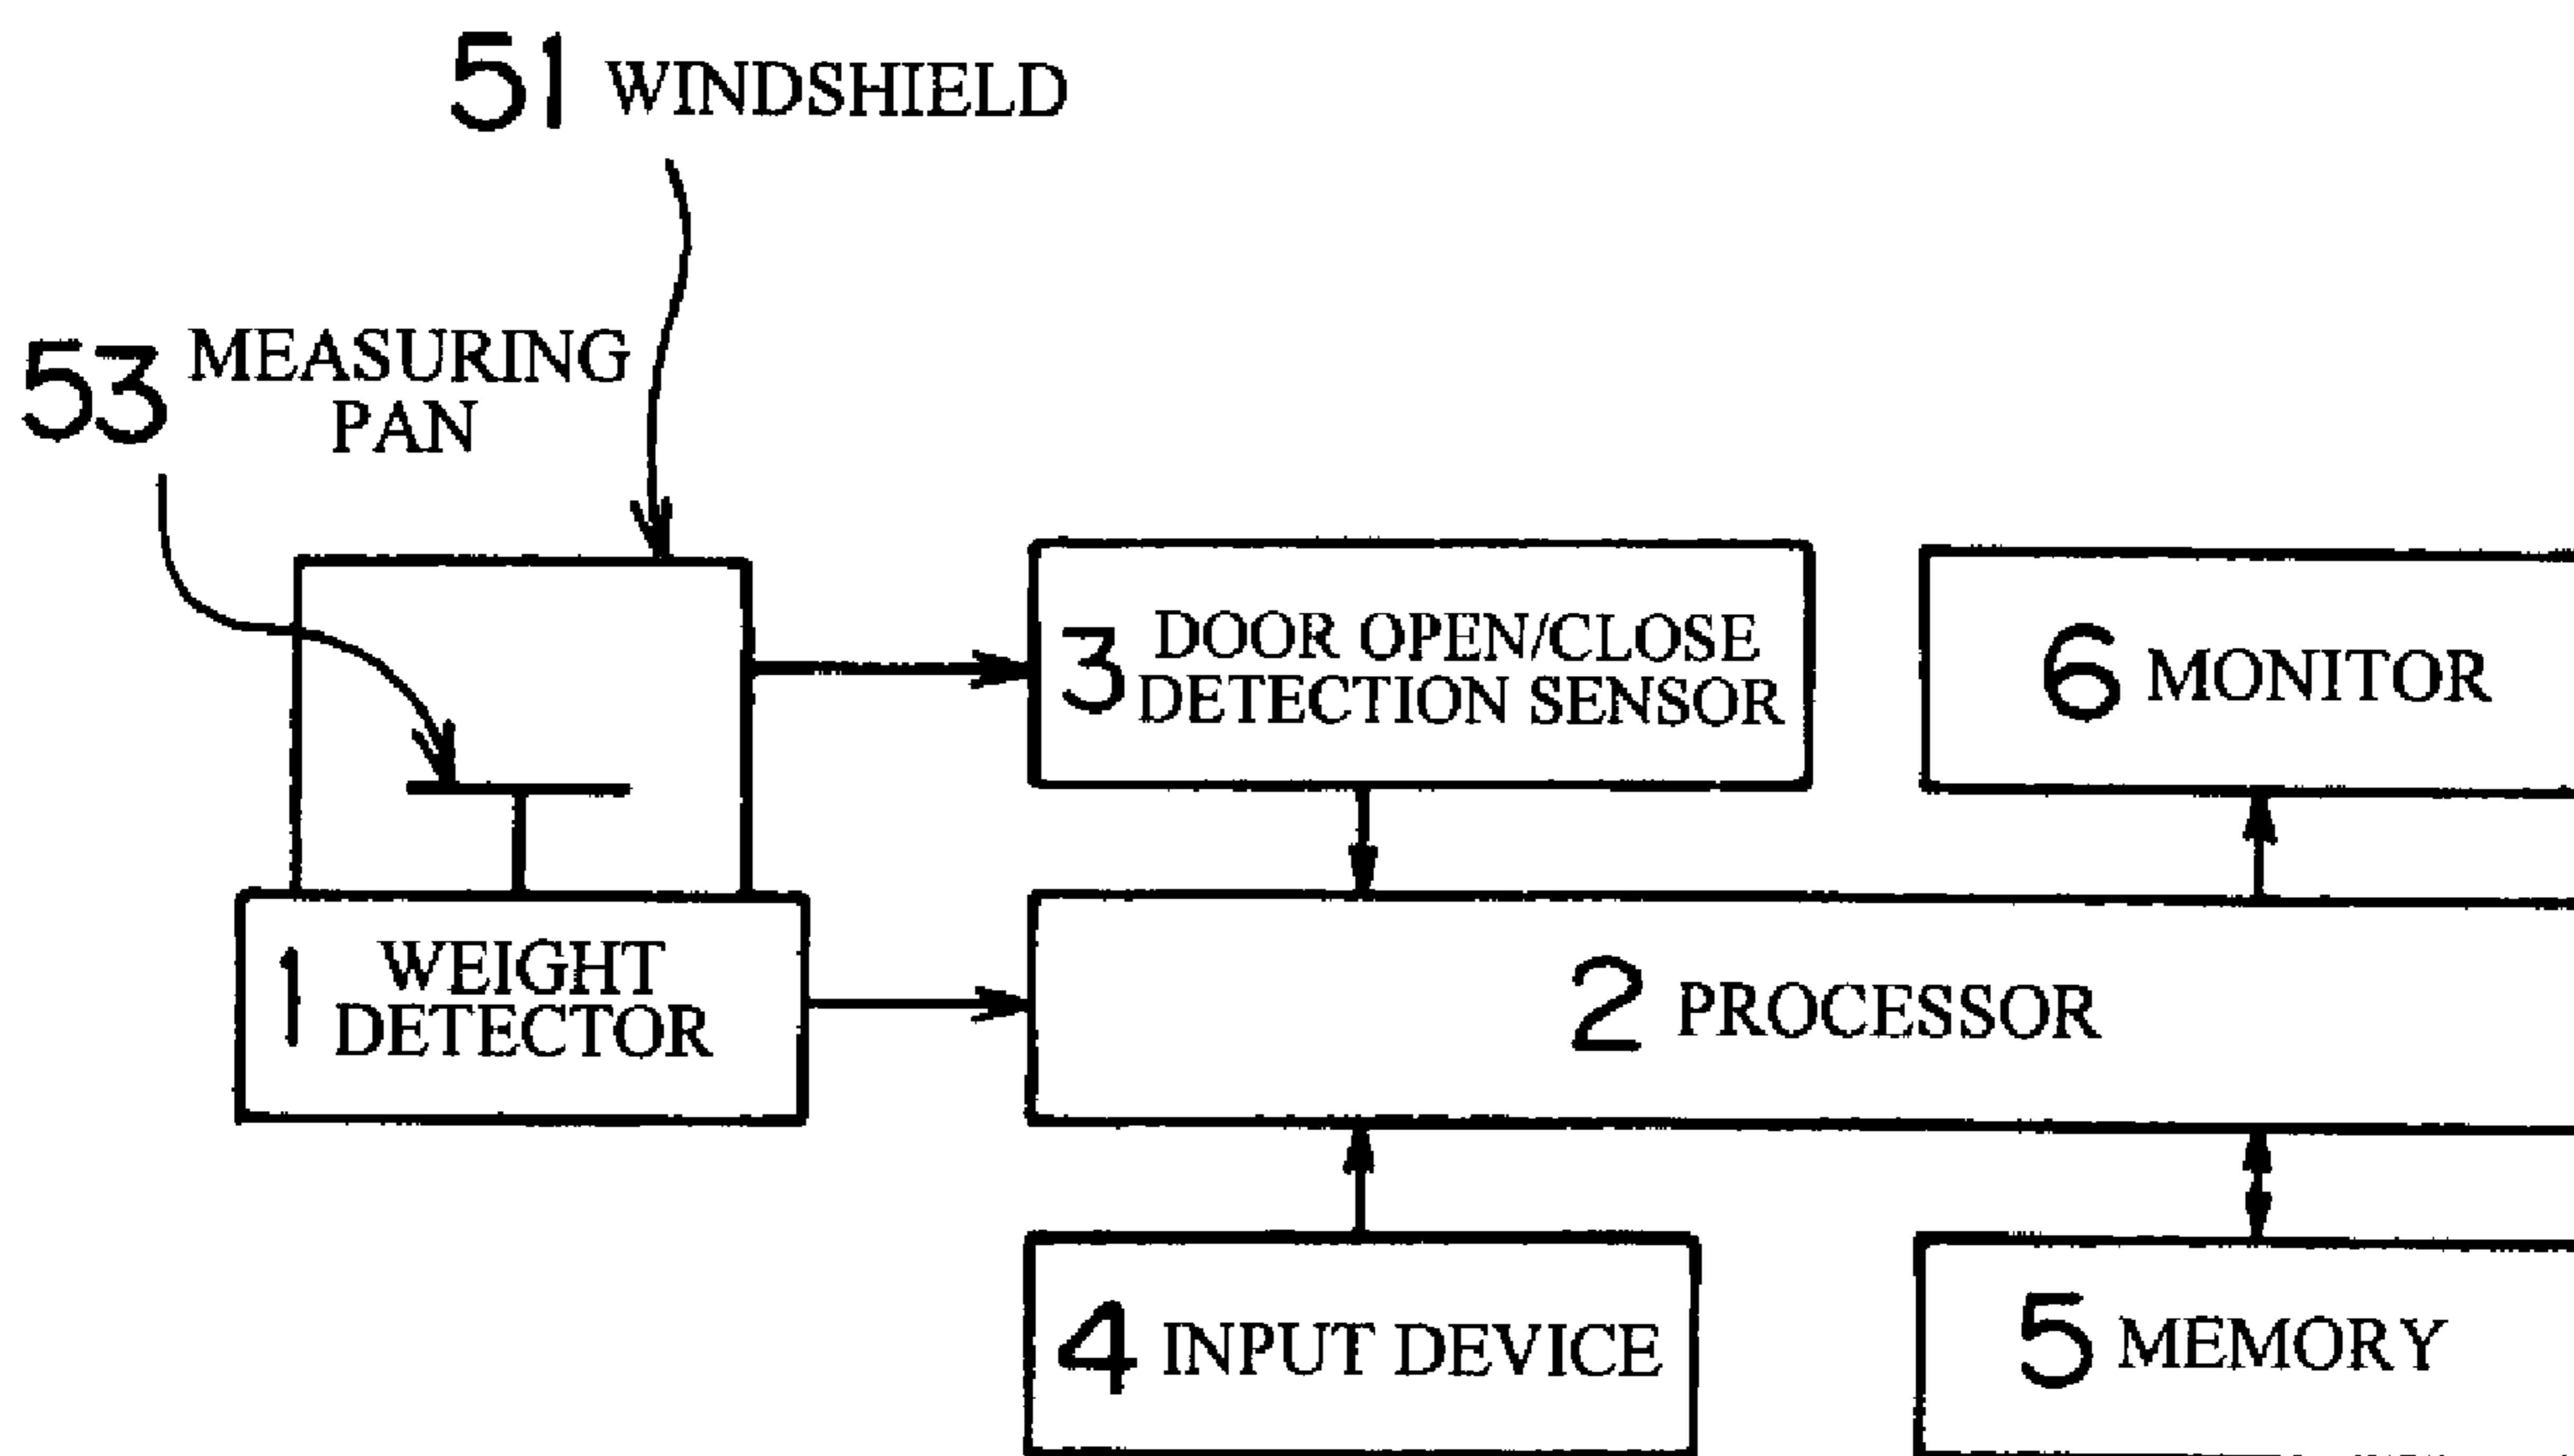 51 WINDSHIELD
53 MEASURING
PAN
3 DOOR OPEN/CLOSE
DETECTION SENSOR
6 MONITOR
1 WEIGHT
DETECTOR
2 PROCESSOR
4 INPUT DEVICE
5 MEMORY